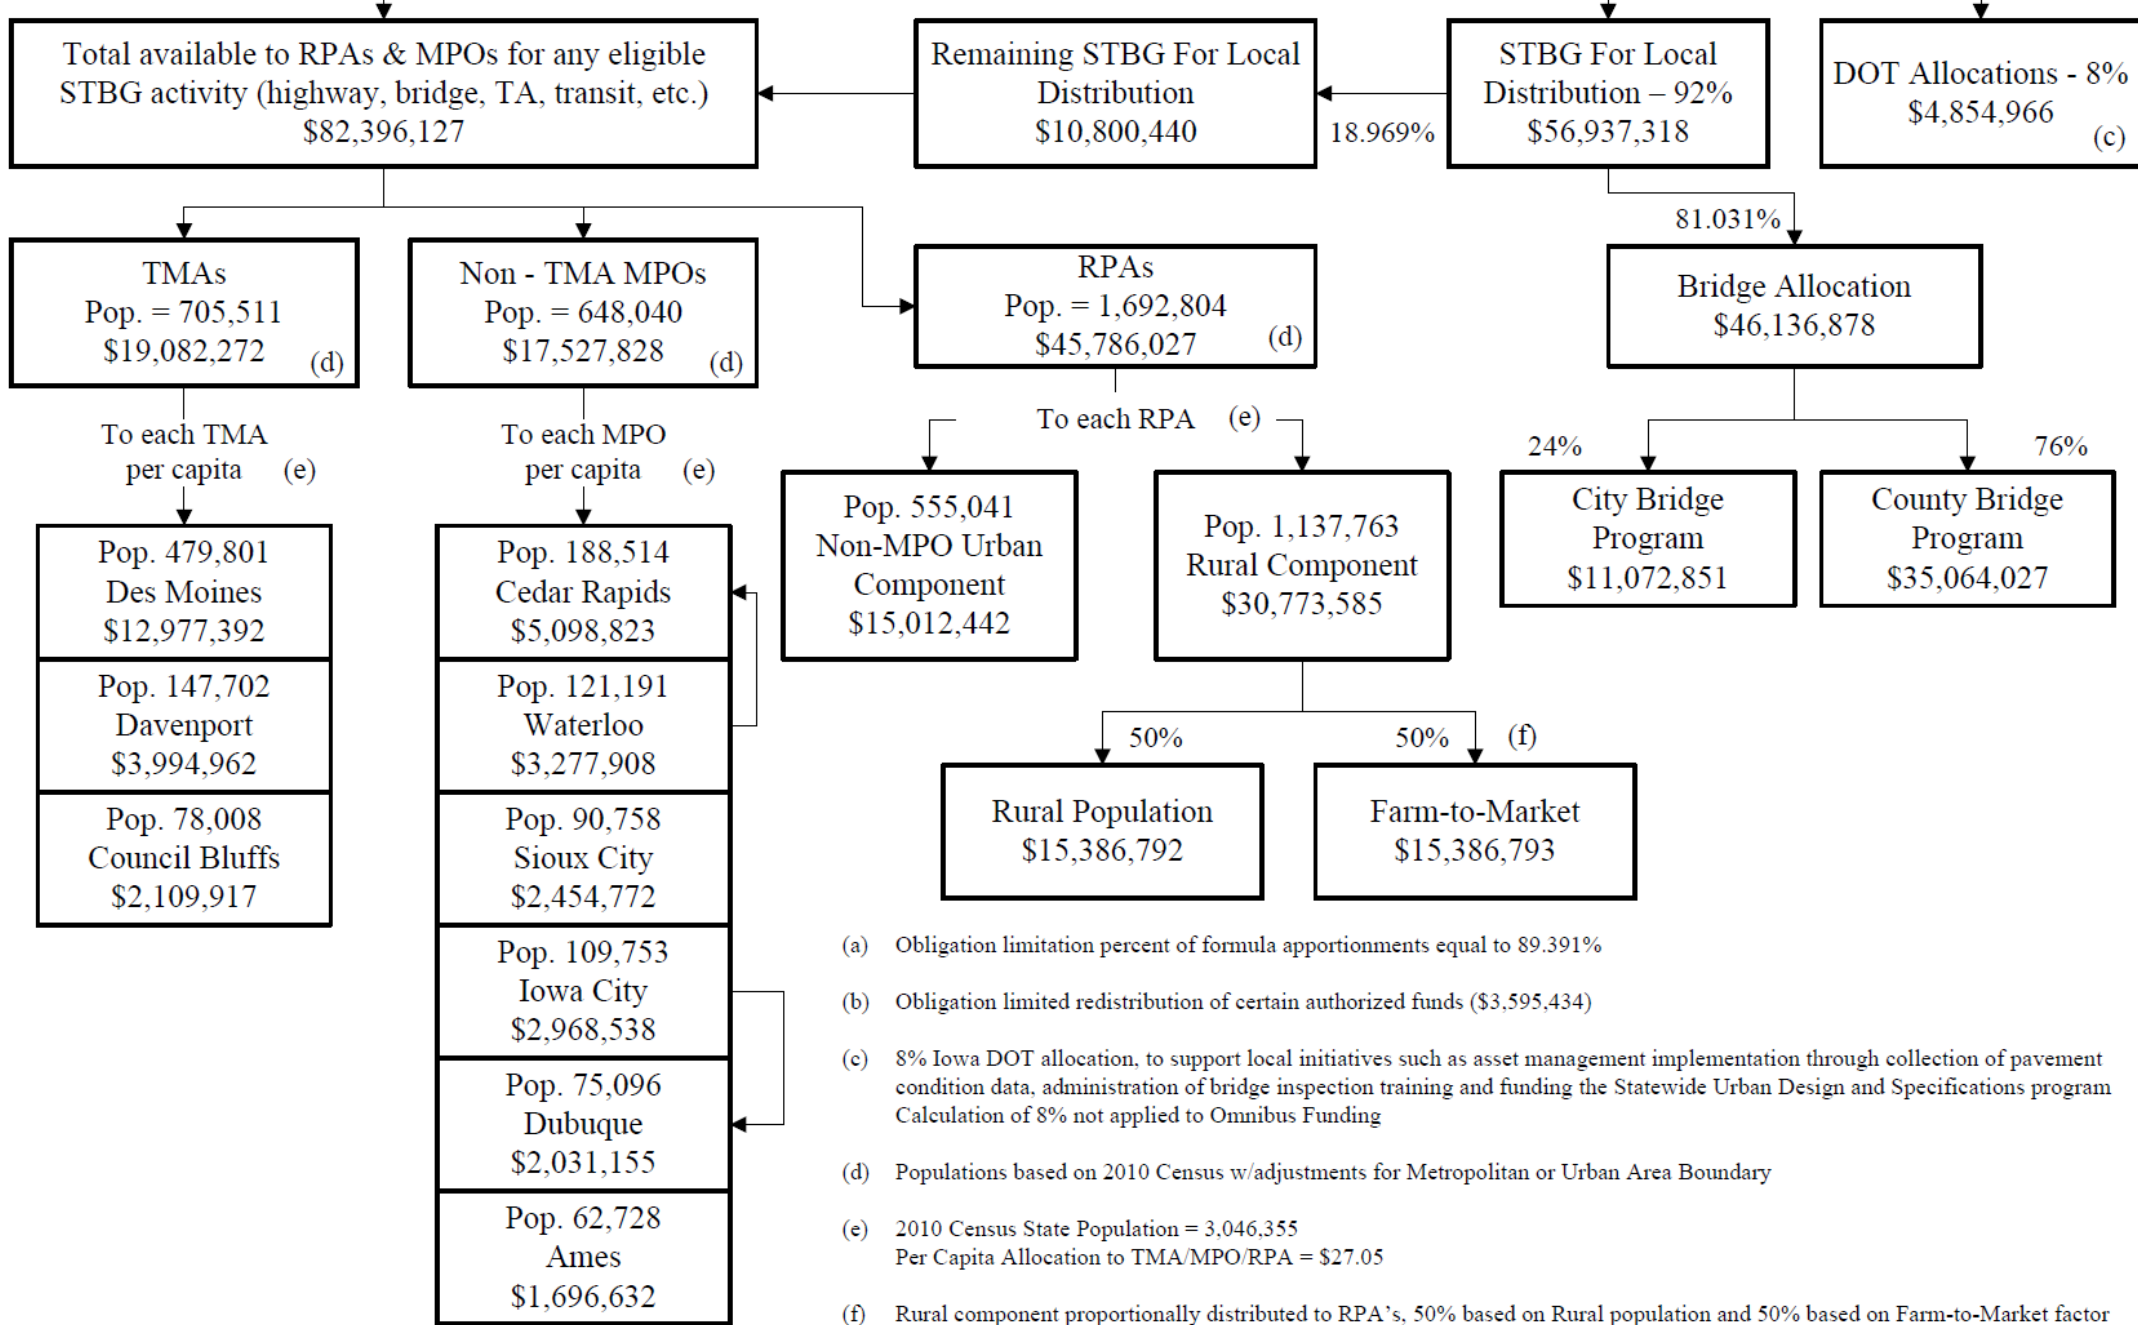 Total available to RPAs & MPOs for any eligible
STBG activity (highway, bridge, TA, transit, etc.)
$82,396,127
Remaining STBG For Local
Distribution
$10,800,440
18.969%
STBG For Local
Distribution – 92%
$56,937,318
DOT Allocations - 8%
$4,854,966
(c)
81.031%
TMAs
Pop. = 705,511
$19,082,272
(d)
Non - TMA MPOs
Pop. = 648,040
$17,527,828
(d)
RPAs
Pop. = 1,692,804
$45,786,027
(d)
Bridge Allocation
$46,136,878
To each TMA
per capita (e)
To each MPO
per capita (e)
To each RPA (e)
24%
76%
Pop. 479,801
Des Moines
$12,977,392
Pop. 147,702
Davenport
$3,994,962
Pop. 78,008
Council Bluffs
$2,109,917
Pop. 188,514
Cedar Rapids
$5,098,823
Pop. 121,191
Waterloo
$3,277,908
Pop. 90,758
Sioux City
$2,454,772
Pop. 109,753
Iowa City
$2,968,538
Pop. 75,096
Dubuque
$2,031,155
Pop. 62,728
Ames
$1,696,632
Pop. 555,041
Non-MPO Urban
Component
$15,012,442
Pop. 1,137,763
Rural Component
$30,773,585
City Bridge
Program
$11,072,851
County Bridge
Program
$35,064,027
50%
50% (f)
Rural Population
$15,386,792
Farm-to-Market
$15,386,793
(a) Obligation limitation percent of formula apportionments equal to 89.391%
(b) Obligation limited redistribution of certain authorized funds ($3,595,434)
(c) 8% Iowa DOT allocation, to support local initiatives such as asset management implementation through collection of pavement
condition data, administration of bridge inspection training and funding the Statewide Urban Design and Specifications program
Calculation of 8% not applied to Omnibus Funding
(d) Populations based on 2010 Census w/adjustments for Metropolitan or Urban Area Boundary
(e) 2010 Census State Population = 3,046,355
Per Capita Allocation to TMA/MPO/RPA = $27.05
(f) Rural component proportionally distributed to RPA's, 50% based on Rural population and 50% based on Farm-to-Market factor